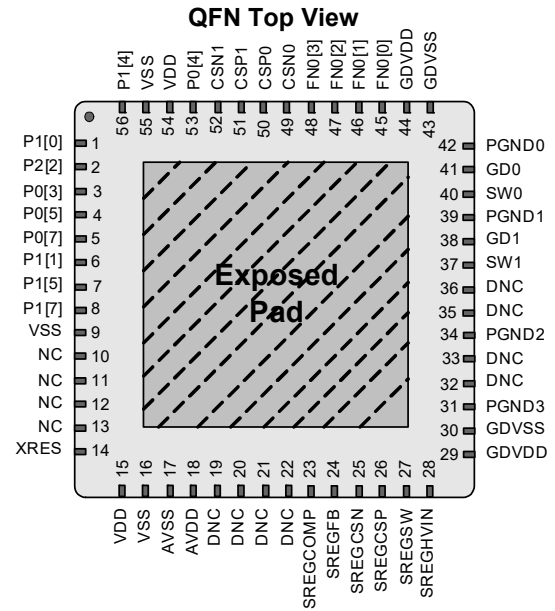 QFN Top View
P1[4]
VSS
VDD
P0[4]
CSN1
CSP1
CSP0
CSN0
FN0[3]
FN0[2]
FN0[1]
FN0[0]
GDVDD
GDVSS
56
55
54
53
52
51
50
49
48
47
46
45
44
43
P1[0] 1
P2[2] 2
P0[3] 3
P0[5] 4
P0[7] 5
P1[1] 6
P1[5] 7
P1[7] 8
VSS 9
NC 10
NC 11
NC 12
NC 13
XRES 14
Exposed
Pad
42 PGND0
41 GD0
40 SW0
39 PGND1
38 GD1
37 SW1
36 DNC
35 DNC
34 PGND2
33 DNC
32 DNC
31 PGND3
30 GDVSS
29 GDVDD
15
16
17
18
19
20
21
22
23
24
25
26
27
28
VDD
VSS
AVSS
AVDD
DNC
DNC
DNC
DNC
SREGCOMP
SREGFB
SREGCSN
SREGCSP
SREGSW
SREGHVIN